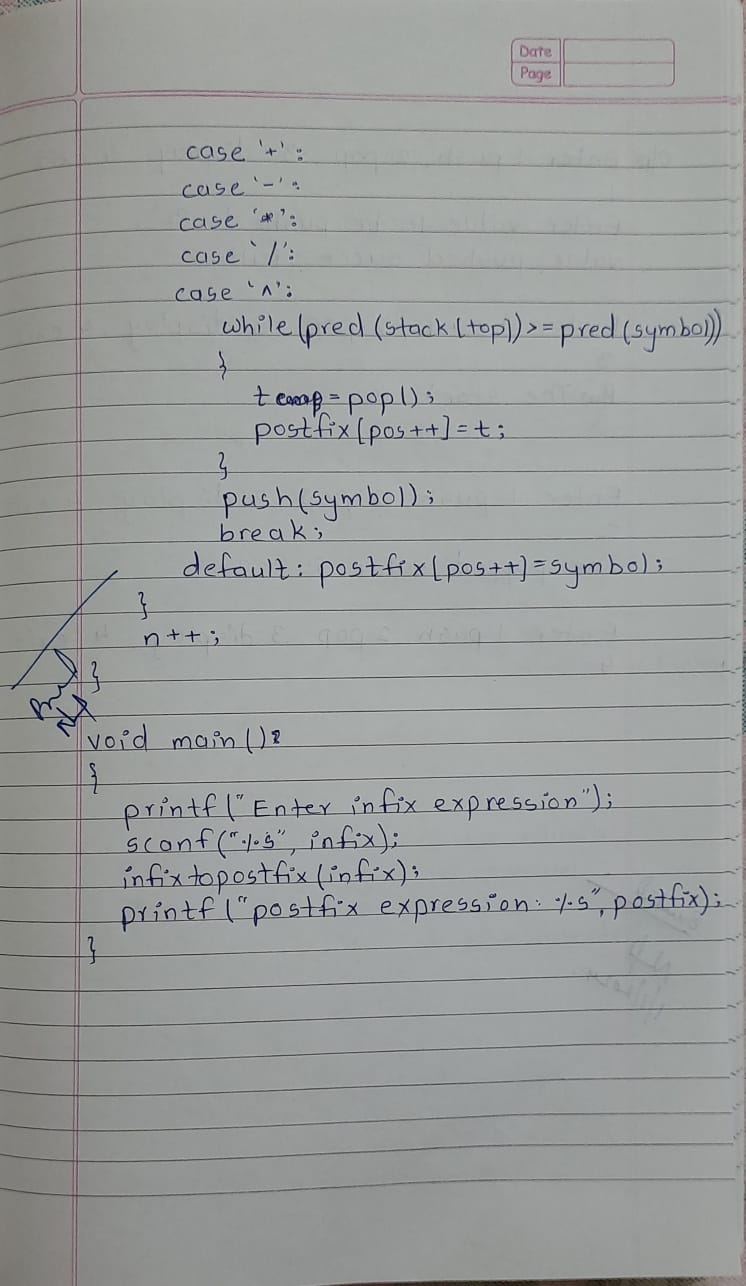 Date
Page
case '+':
case '-':
case '*':
case '/':
case '^':
while(pred(stack[top])>=pred(symbol))
{
t=pop();
postfix[pos++]=t;
}
push(symbol);
break;
default: postfix[pos++]=symbol;
}
n++;
}
void main()
{
printf("Enter infix expression");
scanf("%s", infix);
infixtopostfix(infix);
printf("postfix expression: %s", postfix);
}